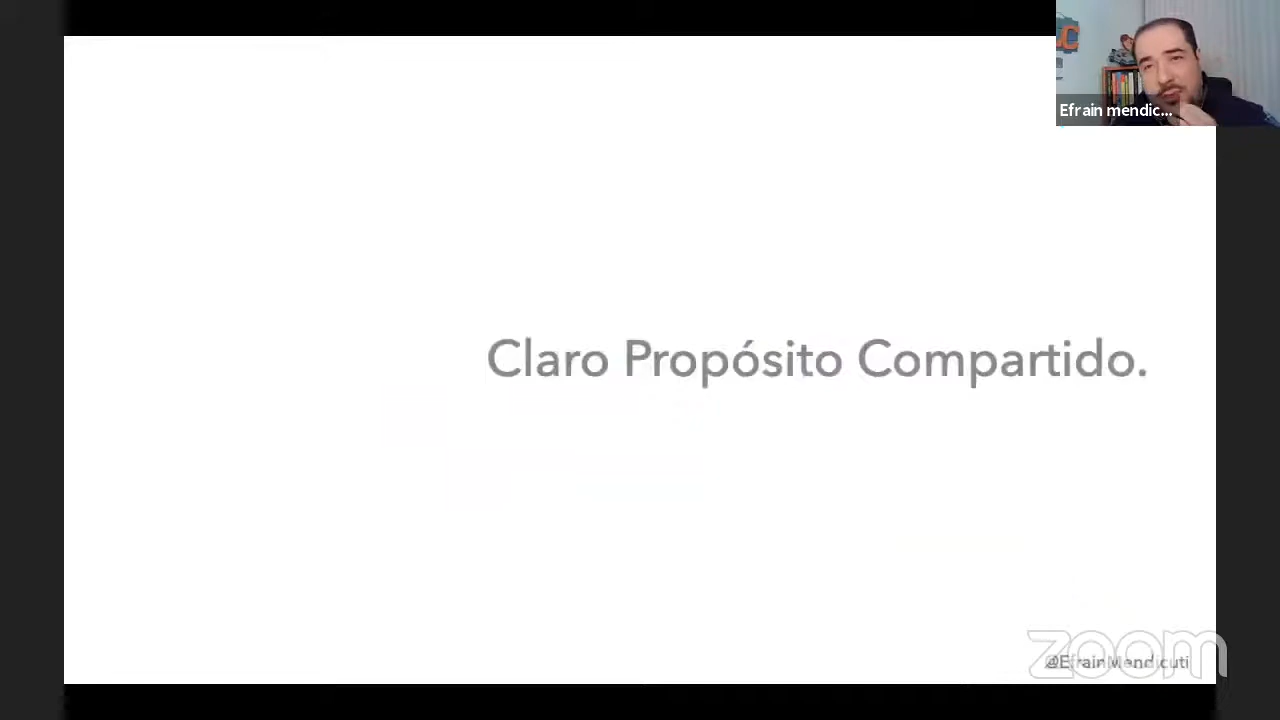 Efrain mendic...
Claro Propósito Compartido.
zoom
@EfrainMendicuti